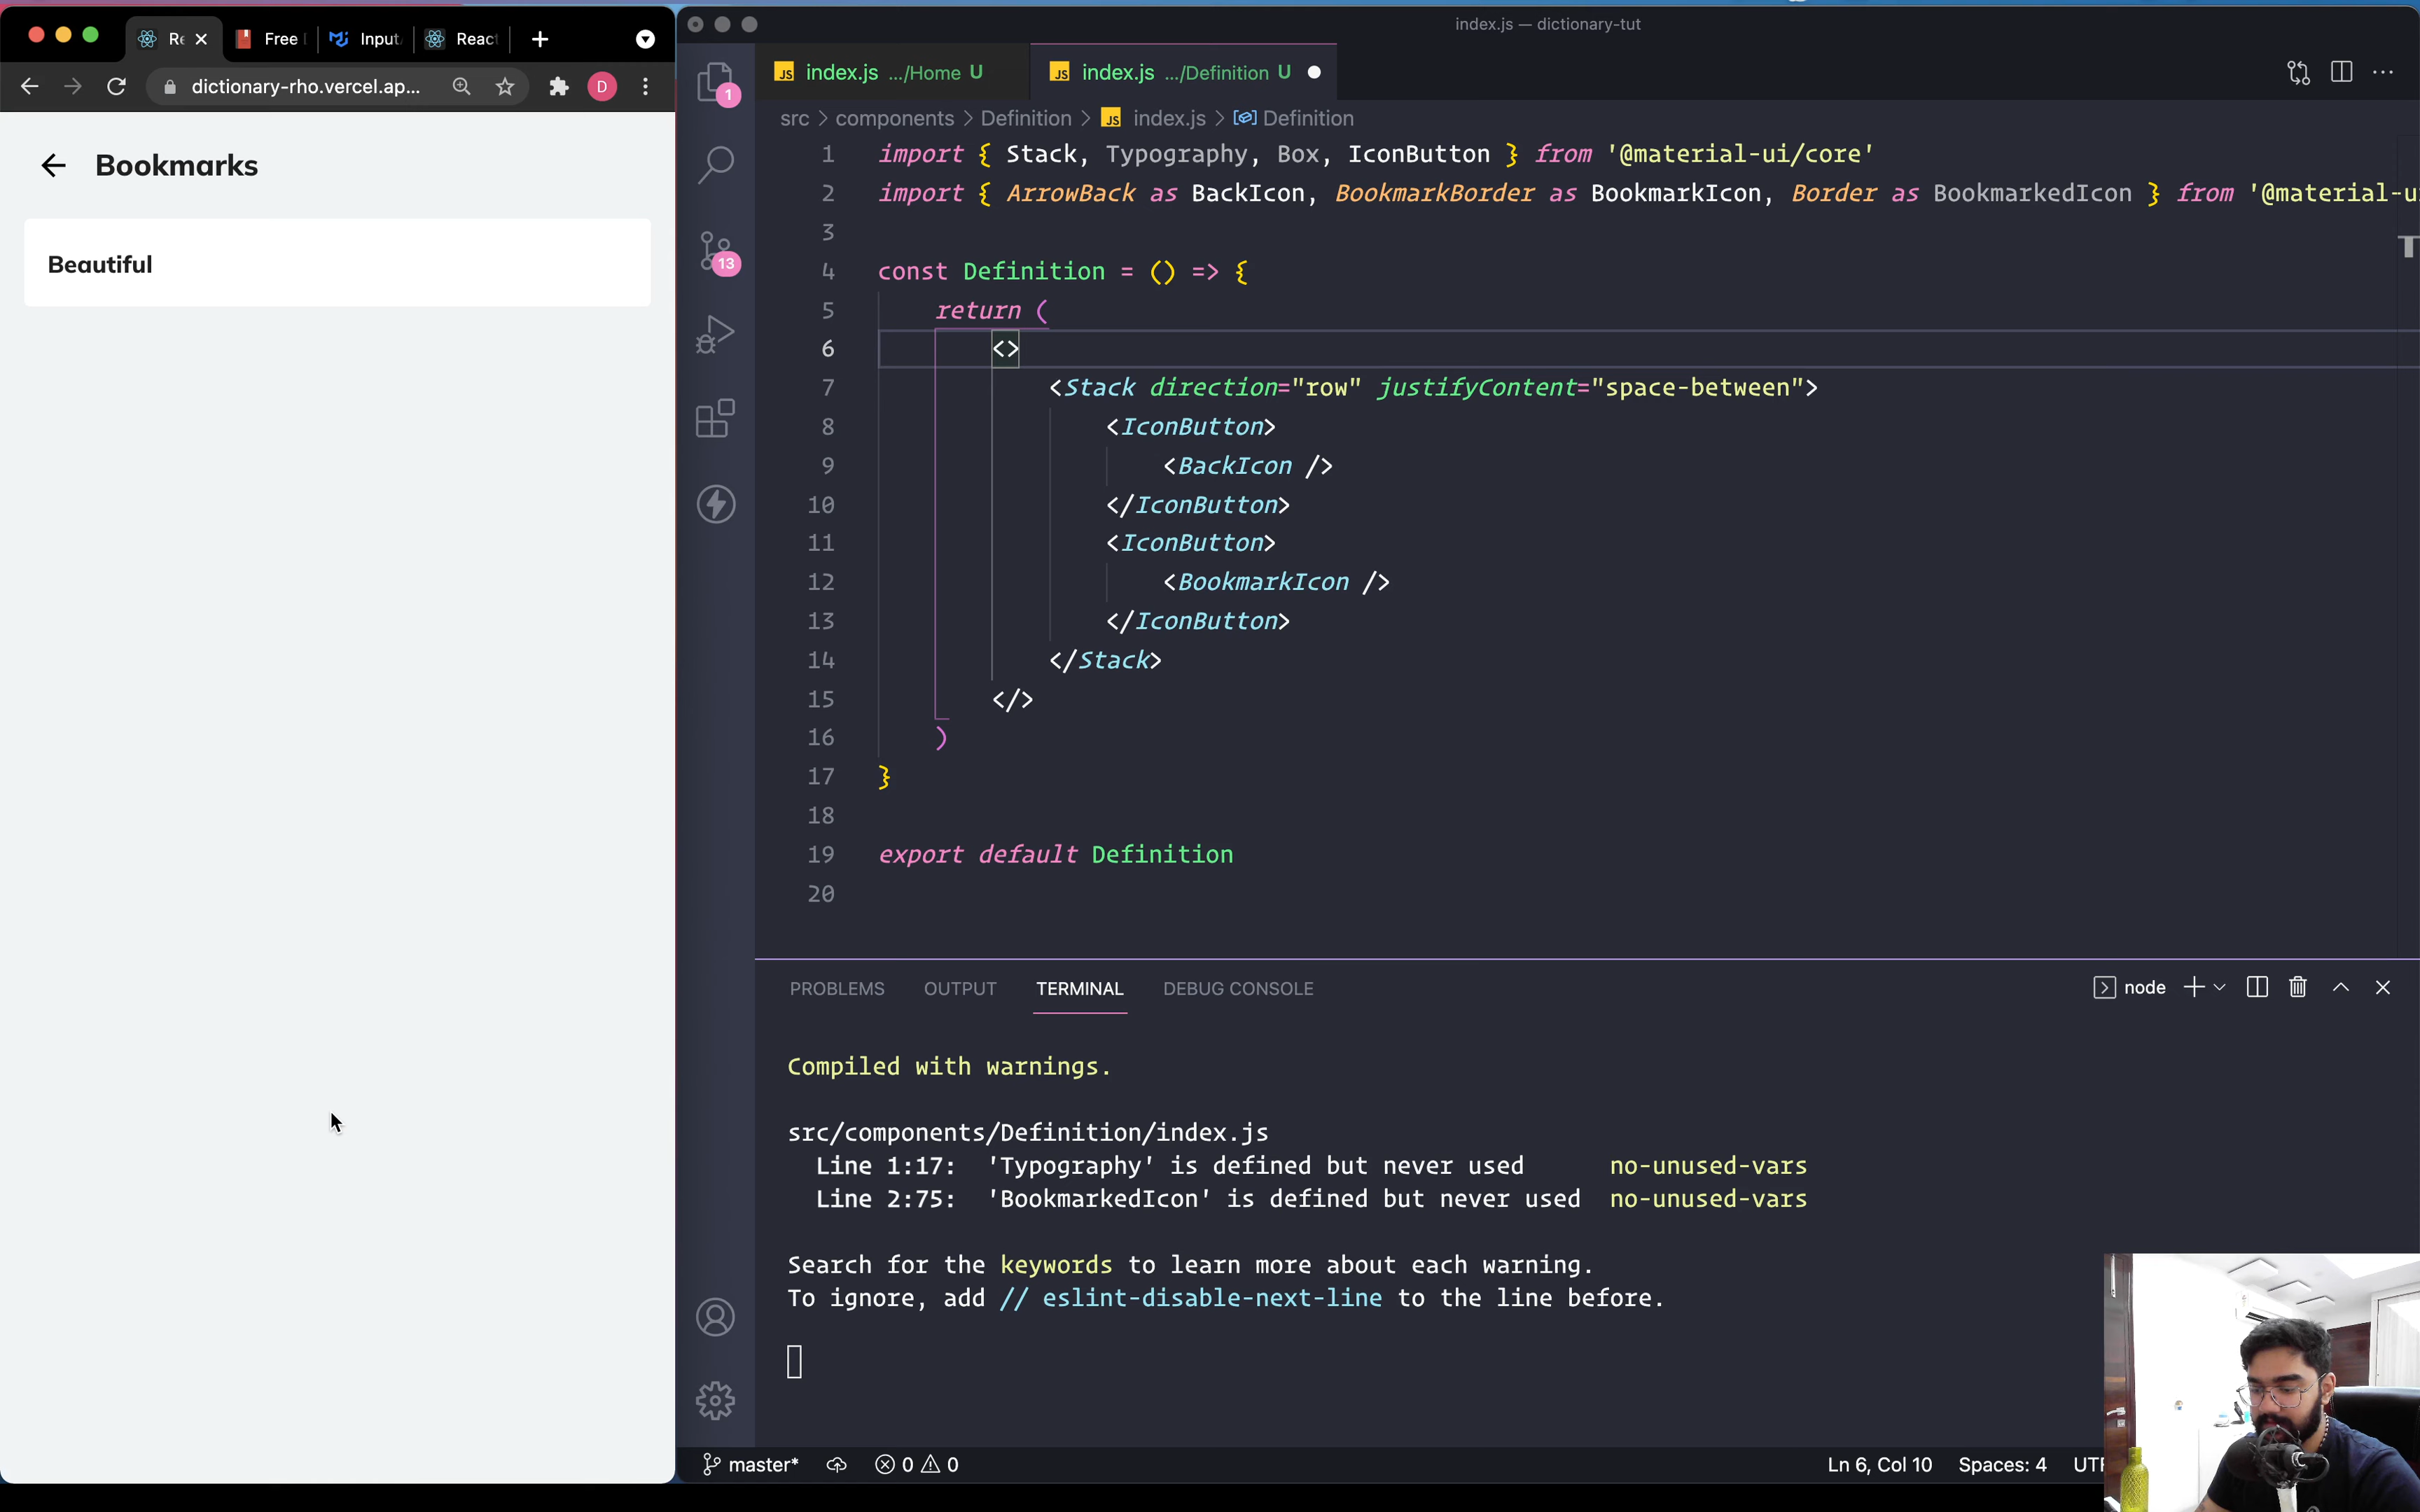 Re
Free
Input
React
dictionary-rho.vercel.ap...
D
Bookmarks
Beautiful
index.js — dictionary-tut
JS index.js .../Home U
JS index.js .../Definition U
src > components > Definition > JS index.js > Definition
1
13
1 import { Stack, Typography, Box, IconButton } from '@material-ui/core'
2 import { ArrowBack as BackIcon, BookmarkBorder as BookmarkIcon, Border as BookmarkedIcon } from '@material-u
3
4 const Definition = () => {
5 return (
6 <>
7 <Stack direction="row" justifyContent="space-between">
8 <IconButton>
9 <BackIcon />
10 </IconButton>
11 <IconButton>
12 <BookmarkIcon />
13 </IconButton>
14 </Stack>
15 </>
16 )
17 }
18
19 export default Definition
20
PROBLEMS OUTPUT TERMINAL DEBUG CONSOLE
node
Compiled with warnings.
src/components/Definition/index.js
Line 1:17: 'Typography' is defined but never used no-unused-vars
Line 2:75: 'BookmarkedIcon' is defined but never used no-unused-vars
Search for the keywords to learn more about each warning.
To ignore, add // eslint-disable-next-line to the line before.
master* 0 0
Ln 6, Col 10 Spaces: 4 UTF